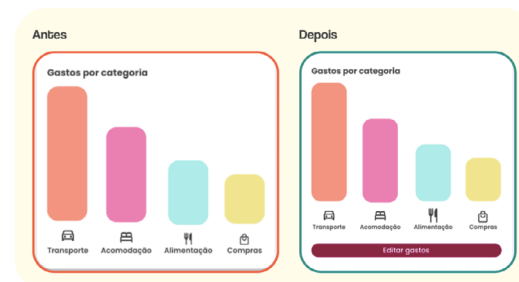 Antes
Depois
Gastos por categoria
Transporte Acomodação Alimentação Compras
Gastos por categoria
Transporte Acomodação Alimentação Compras
Editar gastos